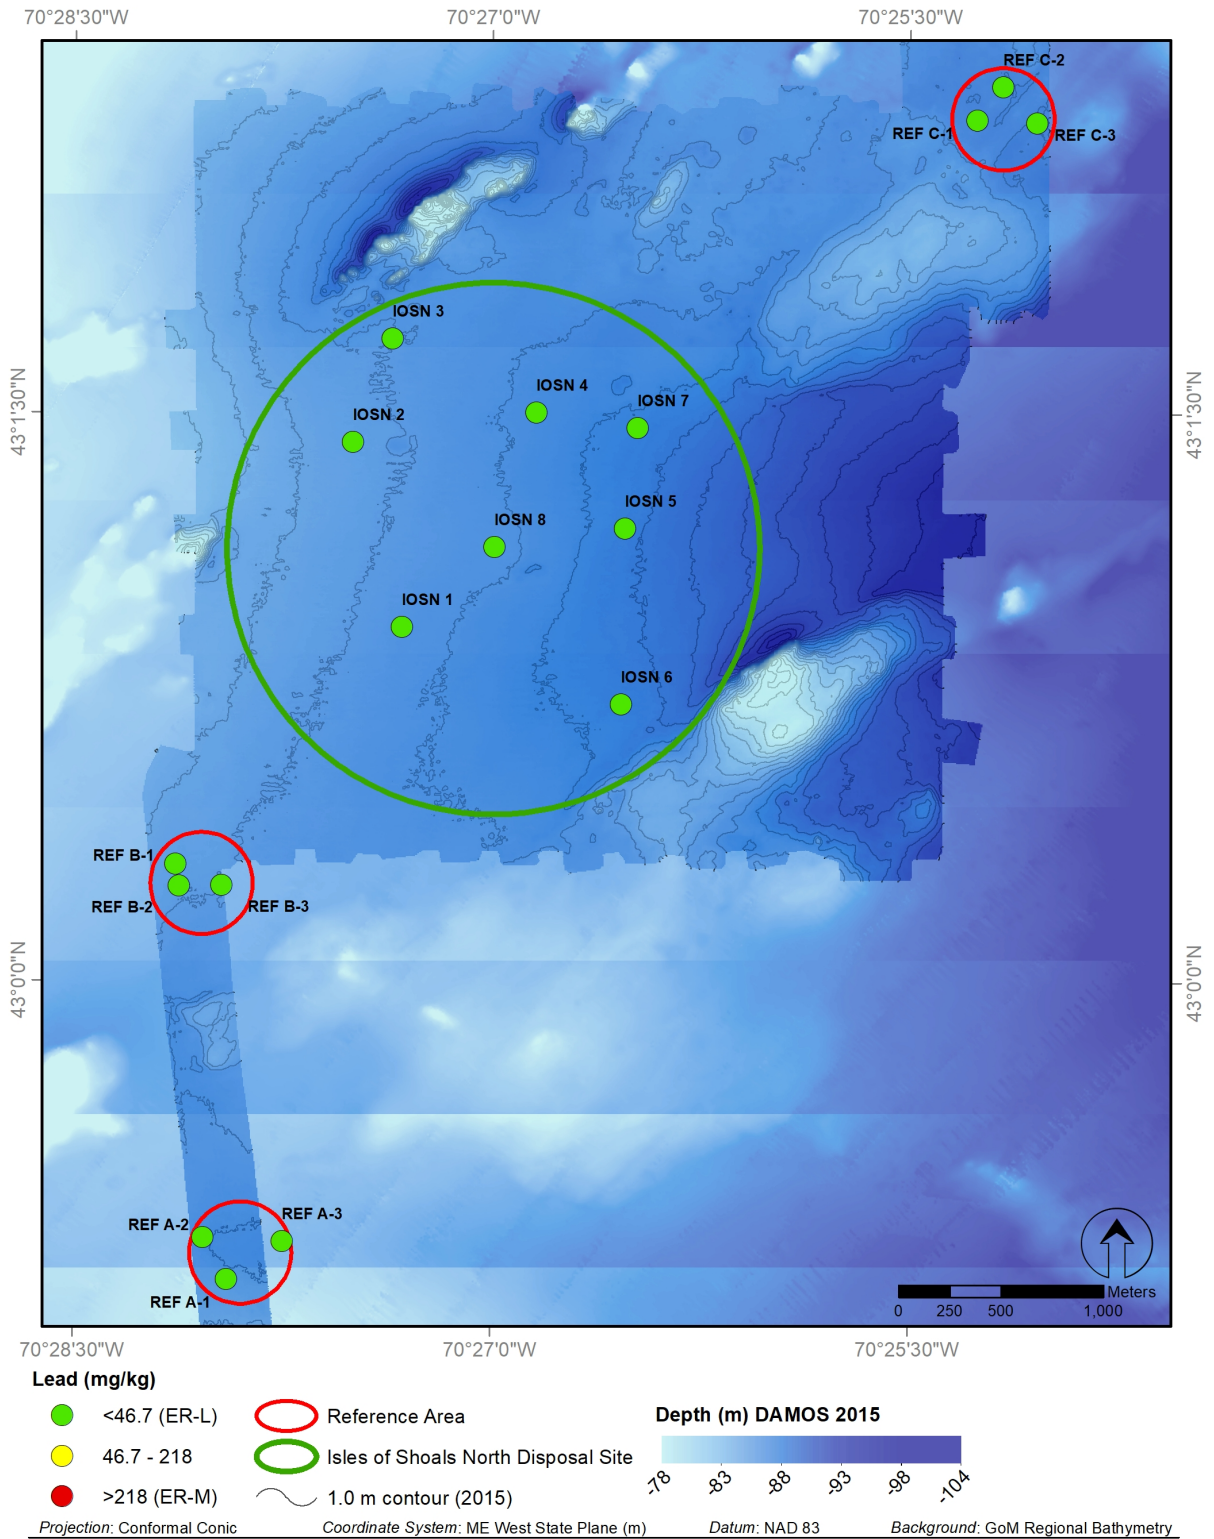 70°28'30"W 70°27'0"W 70°25'30"W
REF C-2
REF C-1
REF C-3
IOSN 3
43°1'30"N
43°1'30"N
IOSN 4
IOSN 7
IOSN 2
IOSN 5
IOSN 8
IOSN 1
IOSN 6
REF B-1
REF B-2
REF B-3
43°0'0"N
43°0'0"N
REF A-3
REF A-2
REF A-1
Meters
0 250 500 1,000
70°28'30"W 70°27'0"W 70°25'30"W
Lead (mg/kg)
<46.7 (ER-L)
46.7 - 218
>218 (ER-M)
Reference Area
Isles of Shoals North Disposal Site
1.0 m contour (2015)
Depth (m) DAMOS 2015
-78 -83 -88 -93 -98 -104
Projection: Conformal Conic Coordinate System: ME West State Plane (m) Datum: NAD 83 Background: GoM Regional Bathymetry